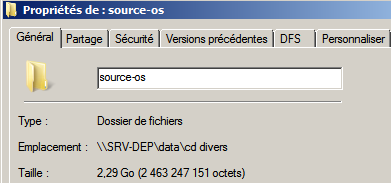 Propriétés de : source-os
Général Partage Sécurité Versions précédentes DFS Personnaliser
source-os
Type : Dossier de fichiers
Emplacement : \\SRV-DEP\data\cd divers
Taille : 2,29 Go (2 463 247 151 octets)